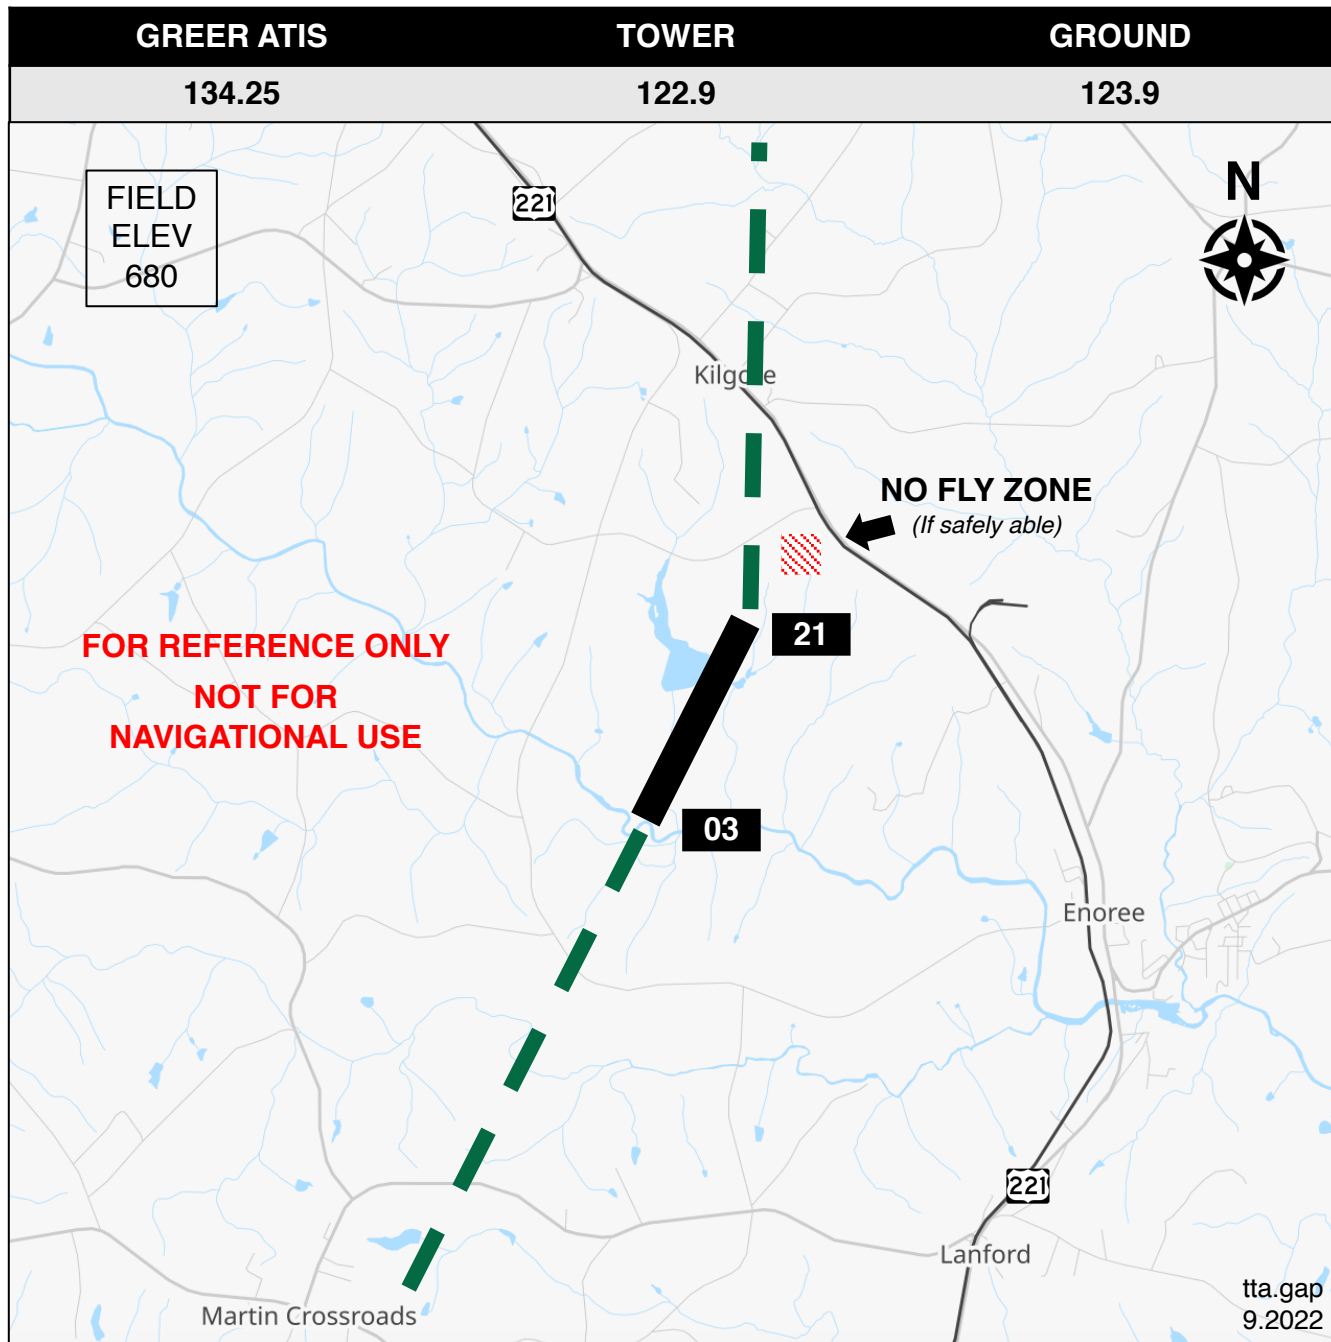 GREER ATIS TOWER GROUND
134.25 122.9 123.9
FIELD
ELEV
680
N
221
Kilgore
NO FLY ZONE
(If safely able)
21
FOR REFERENCE ONLY
NOT FOR
NAVIGATIONAL USE
03
Enoree
221
Lanford
Martin Crossroads
tta.gap
9.2022